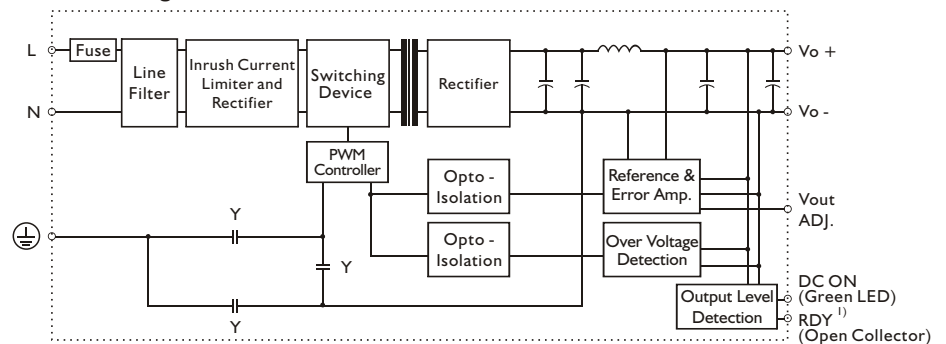 L
Fuse
Line
Filter
Inrush Current
Limiter and
Rectifier
Switching
Device
Rectifier
Vo +
N
Vo -
PWM
Controller
Opto -
Isolation
Reference &
Error Amp.
Vout
ADJ.
Y
Y
Opto -
Isolation
Over Voltage
Detection
Y
Output Level
Detection
DC ON
(Green LED)
RDY 1)
(Open Collector)